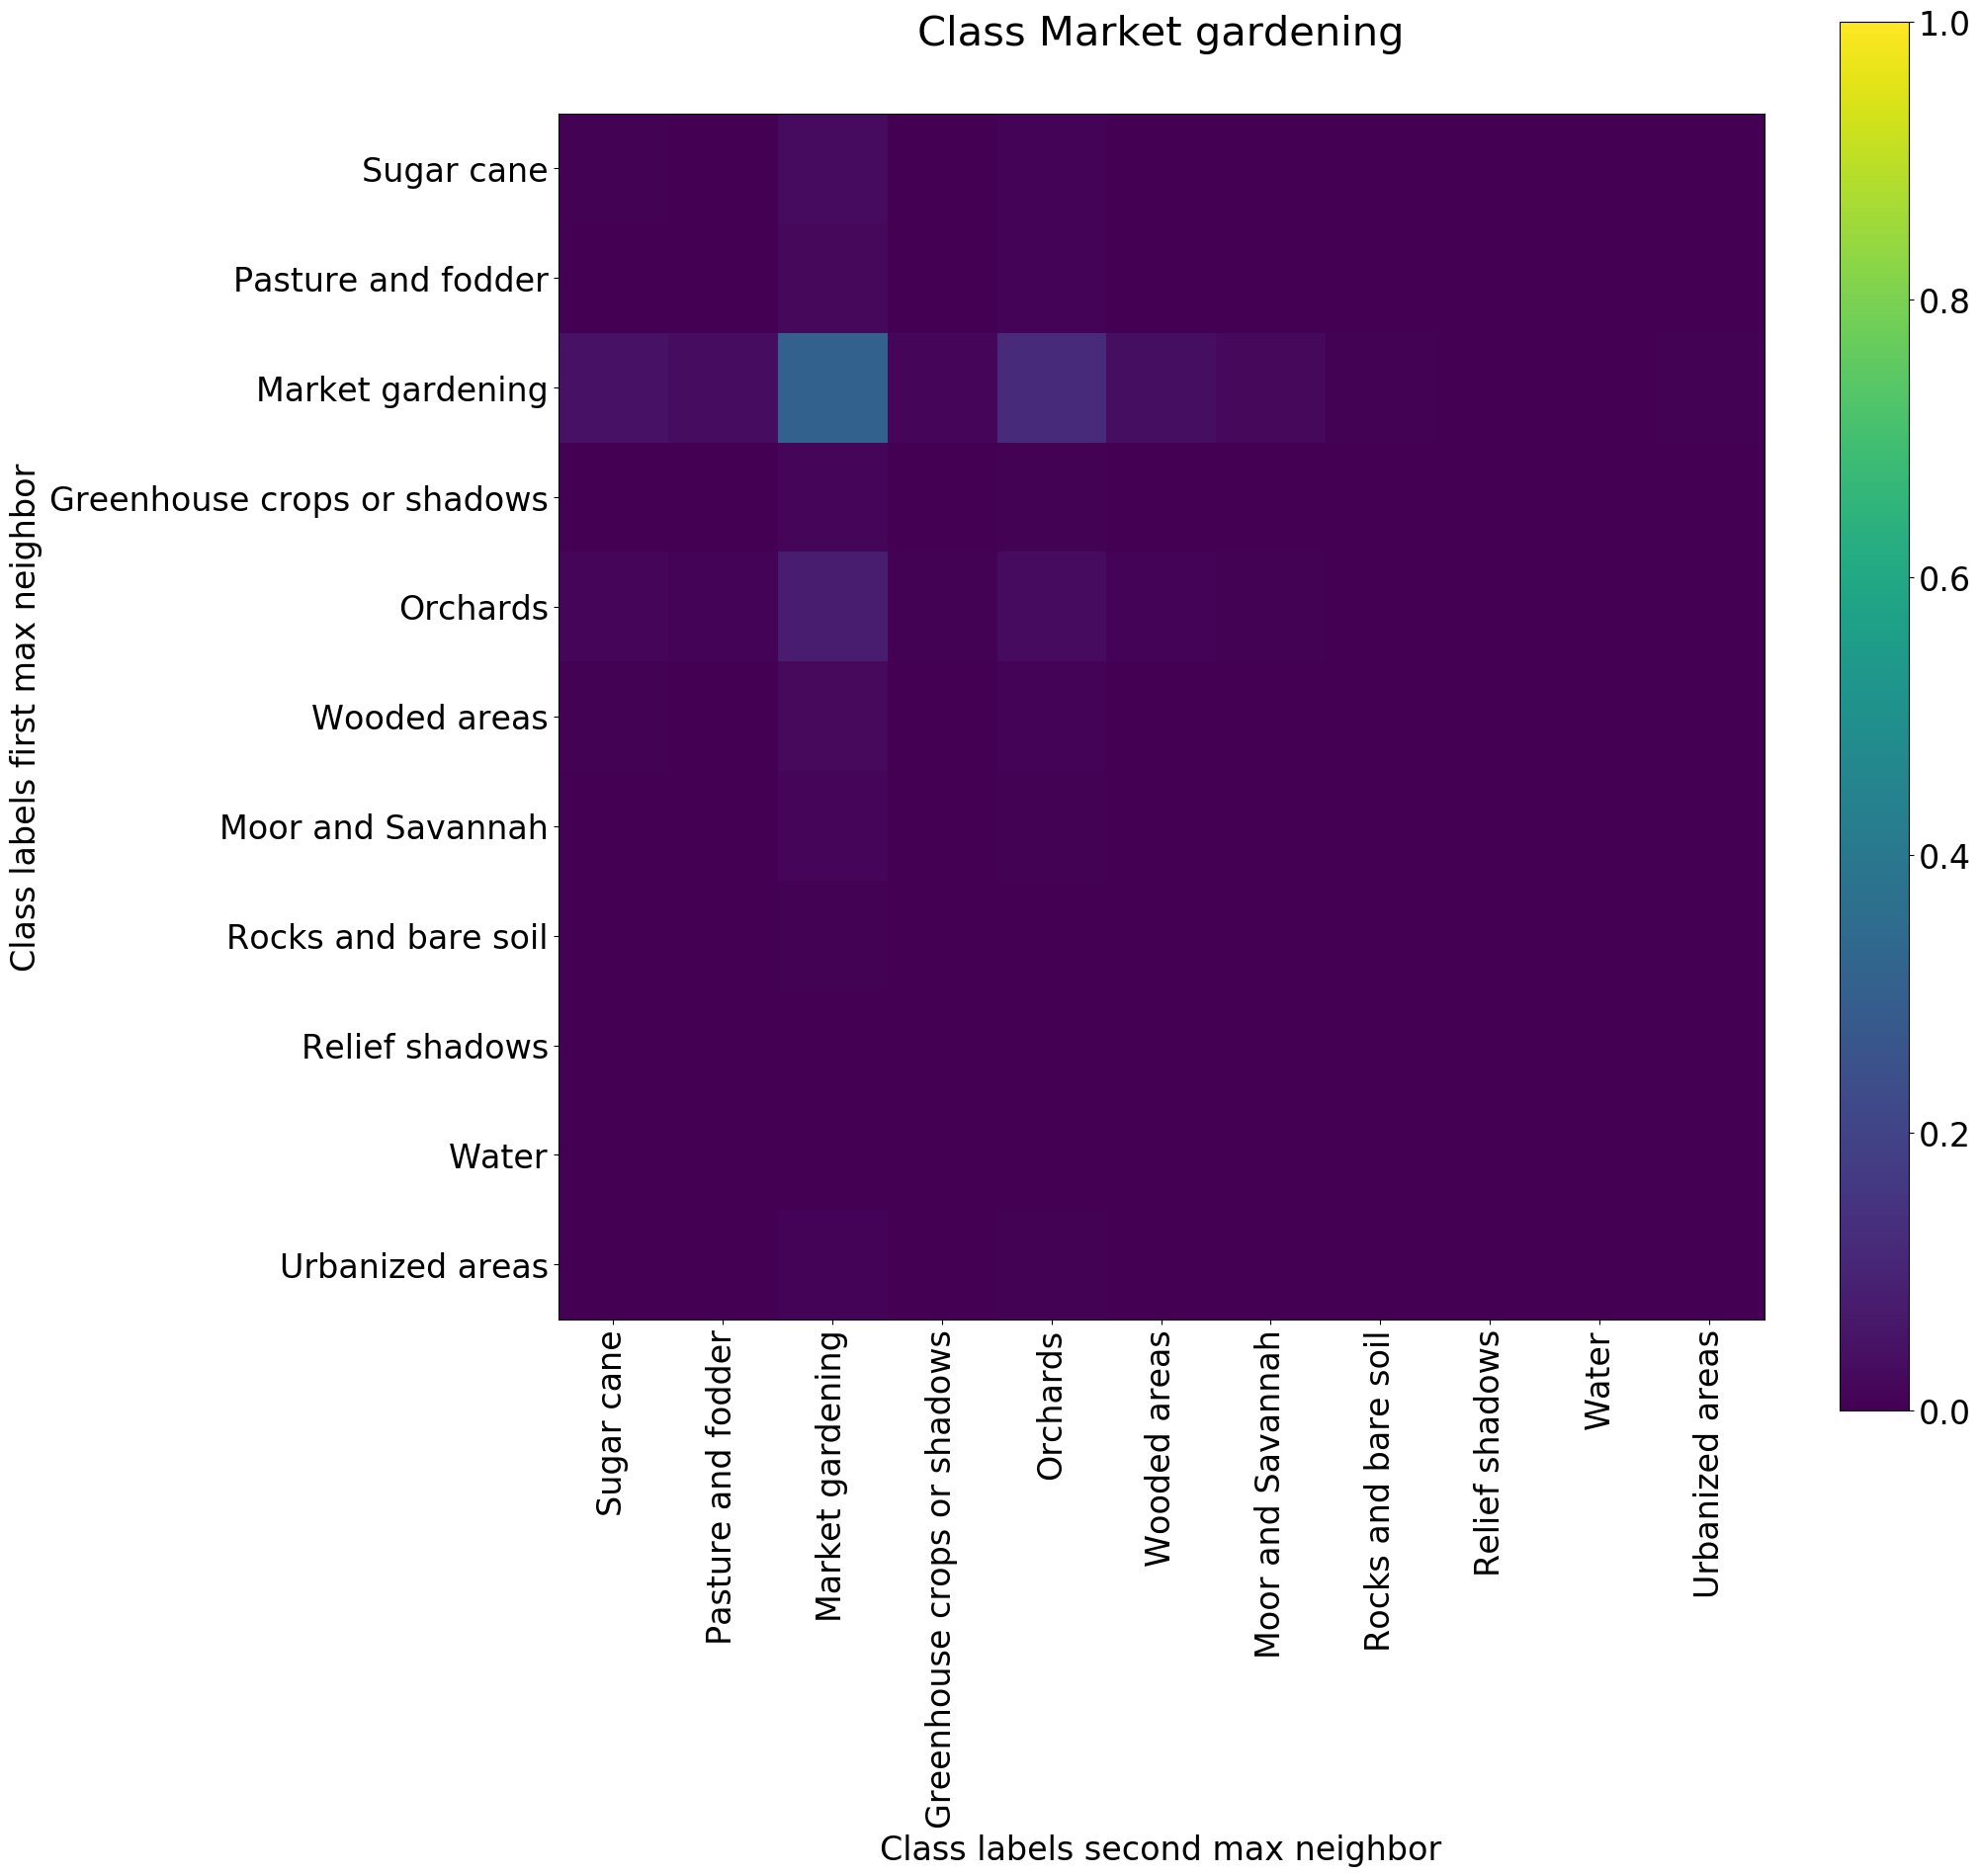 Class Market gardening
Class labels first max neighbor
Sugar cane
Pasture and fodder
Market gardening
Greenhouse crops or shadows
Orchards
Wooded areas
Moor and Savannah
Rocks and bare soil
Relief shadows
Water
Urbanized areas
Sugar cane
Pasture and fodder
Market gardening
Greenhouse crops or shadows
Orchards
Wooded areas
Moor and Savannah
Rocks and bare soil
Relief shadows
Water
Urbanized areas
Class labels second max neighbor
1.0
0.8
0.6
0.4
0.2
0.0